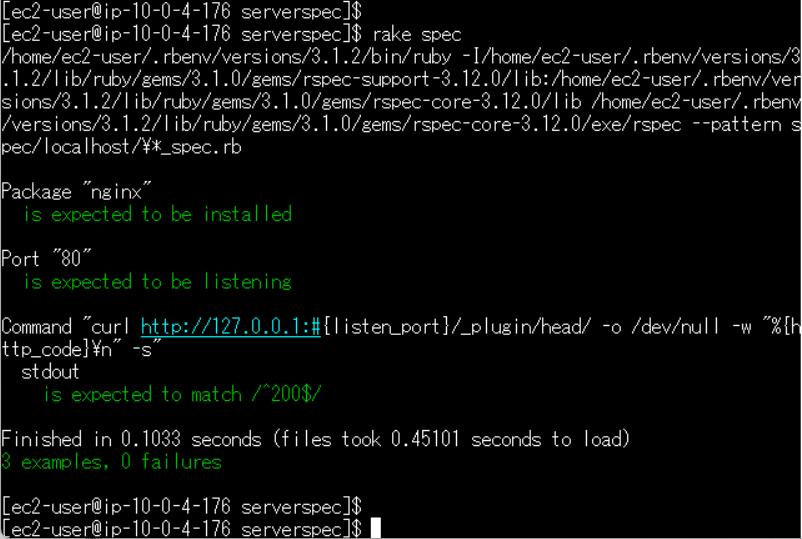 [ec2-user@ip-10-0-4-176 serverspec]$
[ec2-user@ip-10-0-4-176 serverspec]$ rake spec
/home/ec2-user/.rbenv/versions/3.1.2/bin/ruby -I/home/ec2-user/.rbenv/versions/3
.1.2/lib/ruby/gems/3.1.0/gems/rspec-support-3.12.0/lib:/home/ec2-user/.rbenv/ver
sions/3.1.2/lib/ruby/gems/3.1.0/gems/rspec-core-3.12.0/lib /home/ec2-user/.rbenv
/versions/3.1.2/lib/ruby/gems/3.1.0/gems/rspec-core-3.12.0/exe/rspec --pattern s
pec/localhost/¥*_spec.rb
Package "nginx"
is expected to be installed
Port "80"
is expected to be listening
Command "curl http://127.0.0.1:#{listen_port}/_plugin/head/ -o /dev/null -w "%{h
ttp_code}¥n" -s"
stdout
is expected to match /^200$/
Finished in 0.1033 seconds (files took 0.45101 seconds to load)
3 examples, 0 failures
[ec2-user@ip-10-0-4-176 serverspec]$
[ec2-user@ip-10-0-4-176 serverspec]$